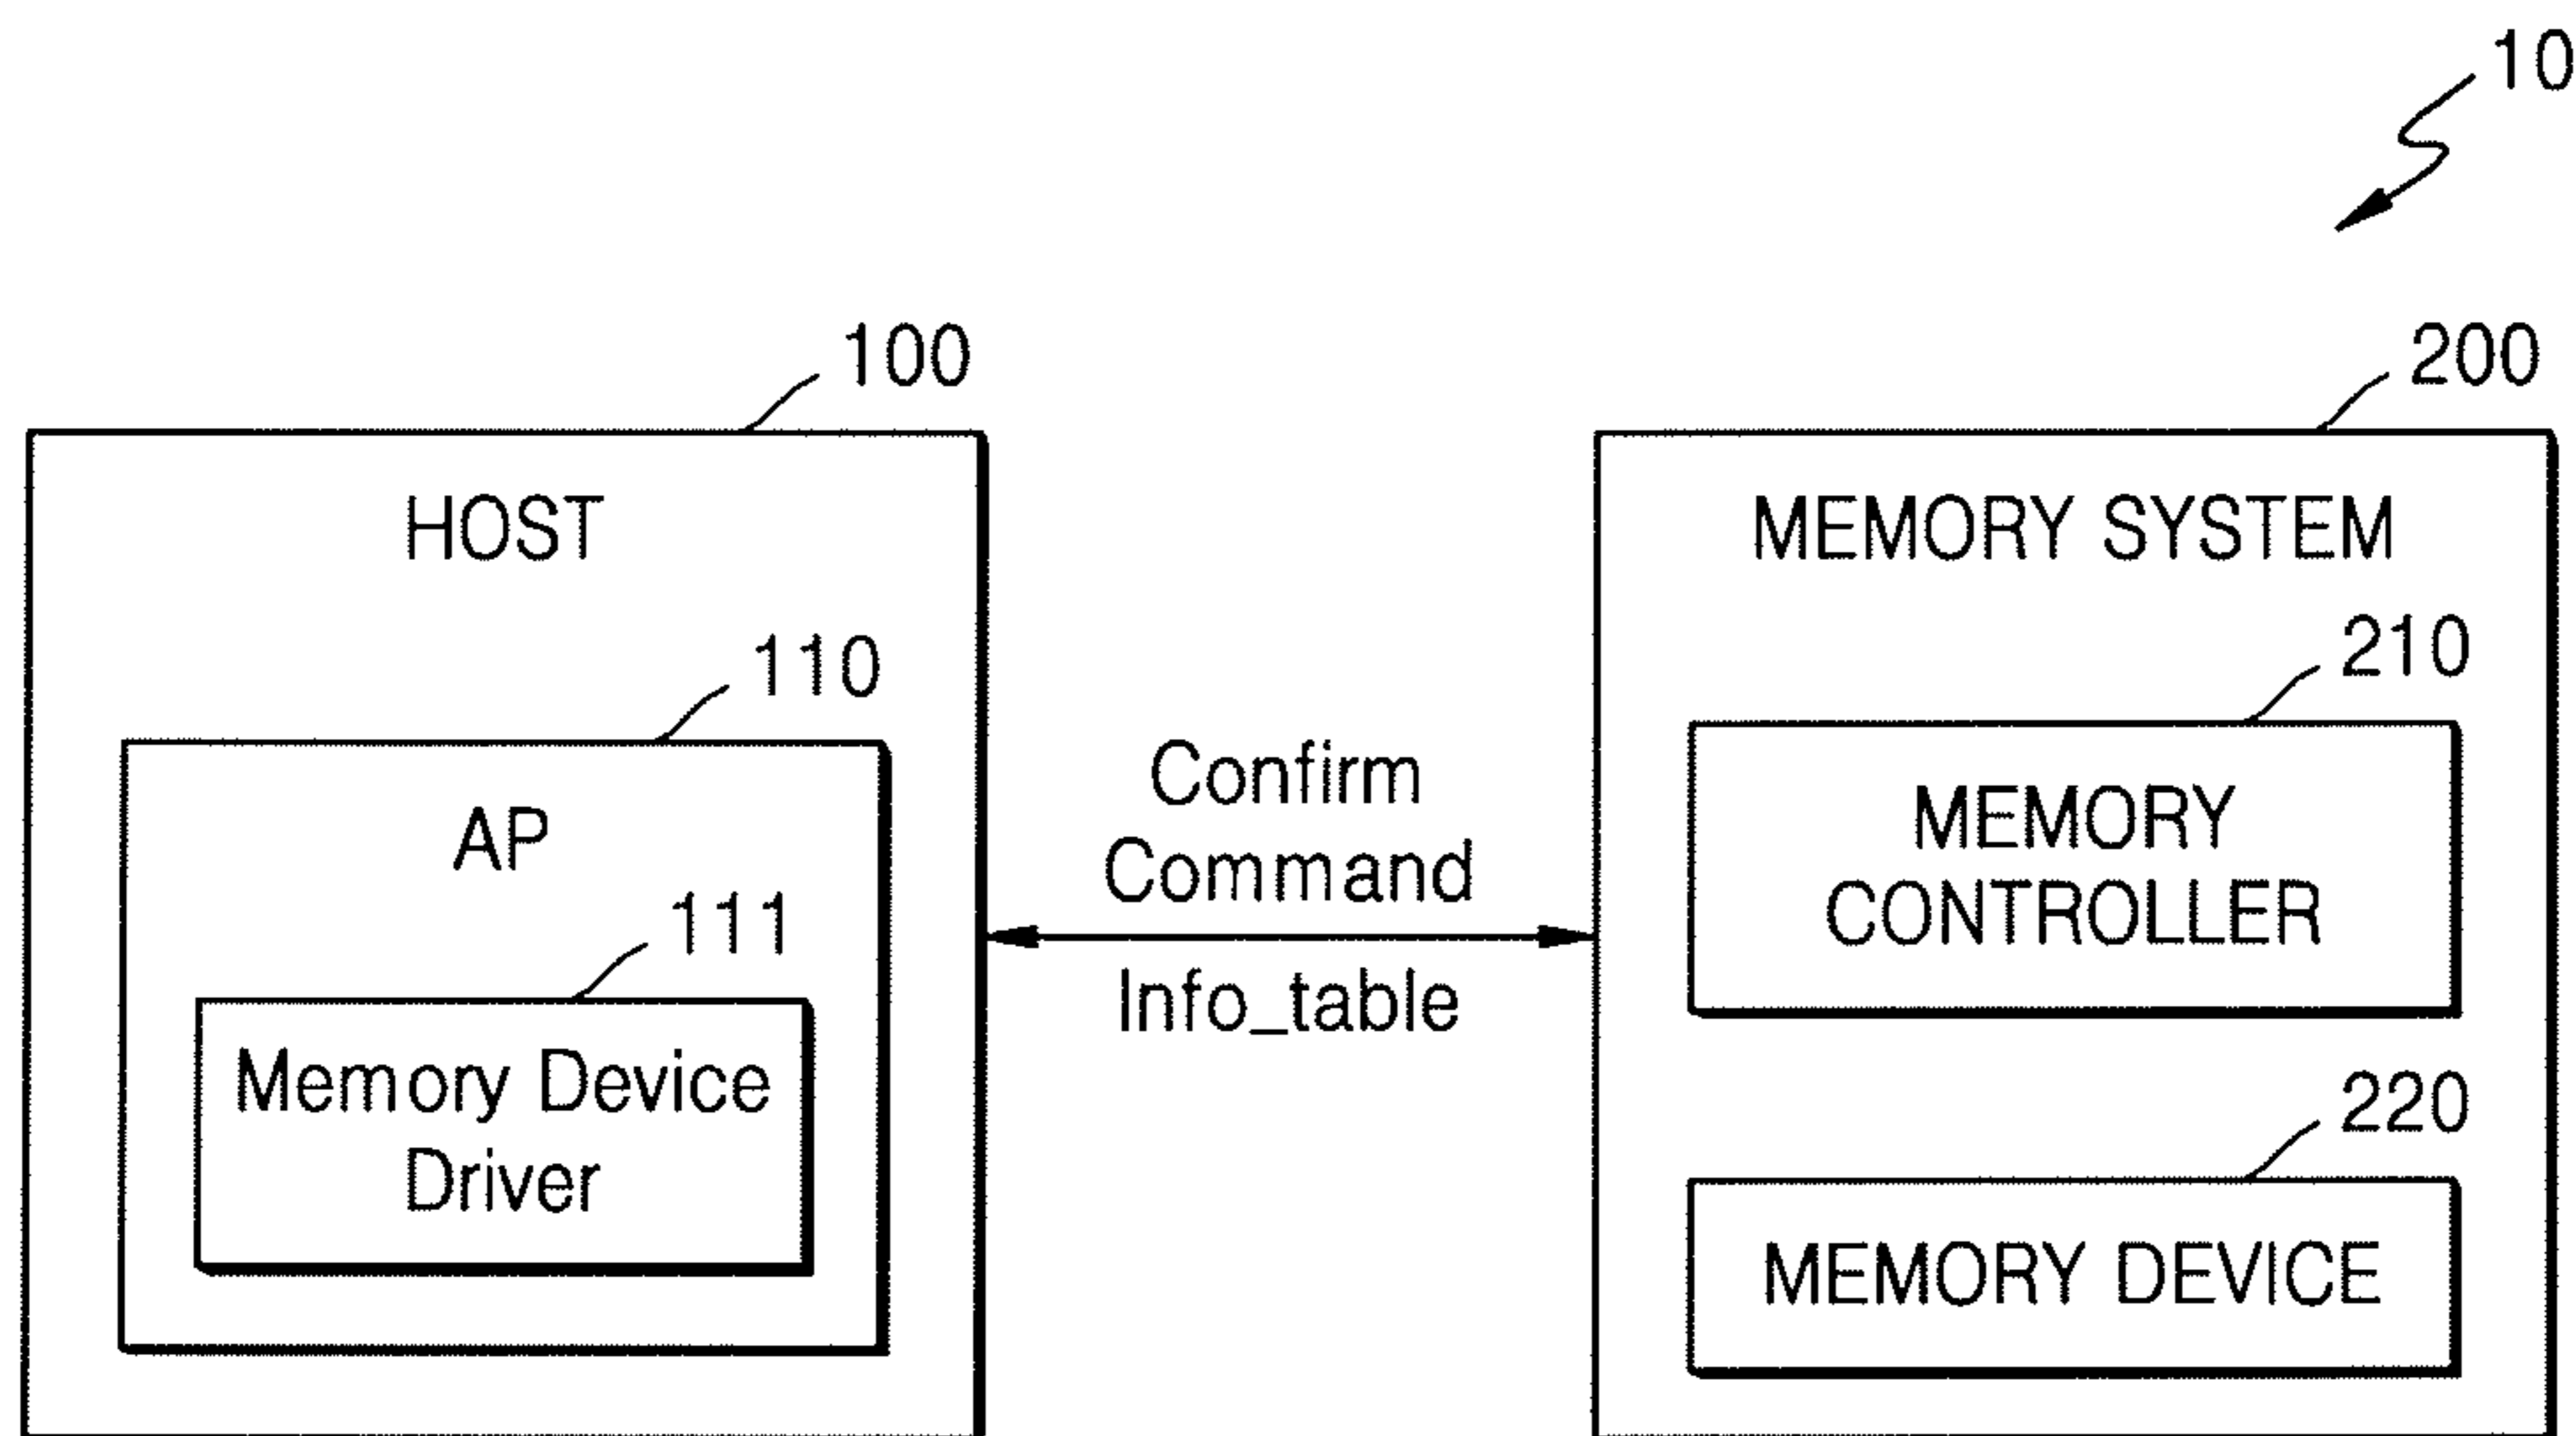 10
100
200
HOST
MEMORY SYSTEM
110
210
AP
Confirm
Command
Info_table
MEMORY
CONTROLLER
111
Memory Device
Driver
220
MEMORY DEVICE